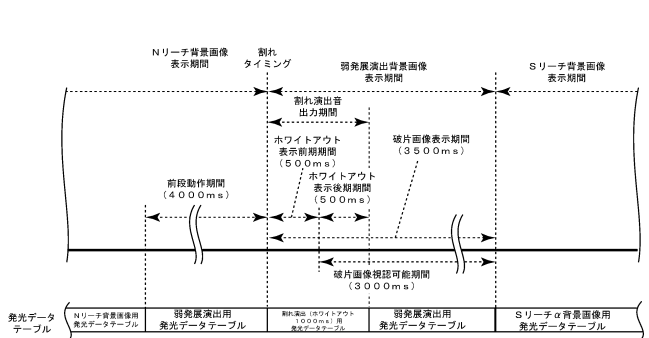 Nリーチ背景画像
表示期間
割れ
タイミング
弱発展演出背景画像
表示期間
Sリーチ背景画像
表示期間
割れ演出音
出力期間
ホワイトアウト
表示前期期間
(500ms)
破片画像表示期間
(3500ms)
ホワイトアウト
表示後期期間
(500ms)
前段動作期間
(4000ms)
破片画像視認可能期間
(3000ms)
発光データ
テーブル
Nリーチ背景画像用
発光データテーブル
弱発展演出用
発光データテーブル
割れ演出(ホワイトアウト
1000ms)用
発光データテーブル
弱発展演出用
発光データテーブル
Sリーチα背景画像用
発光データテーブル